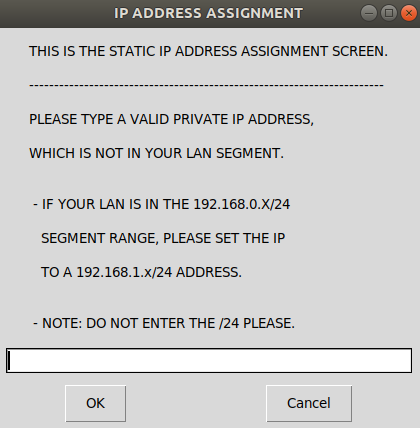 IP ADDRESS ASSIGNMENT
THIS IS THE STATIC IP ADDRESS ASSIGNMENT SCREEN.
-----------------------------------------------------------------------
PLEASE TYPE A VALID PRIVATE IP ADDRESS,
WHICH IS NOT IN YOUR LAN SEGMENT.
- IF YOUR LAN IS IN THE 192.168.0.X/24
SEGMENT RANGE, PLEASE SET THE IP
TO A 192.168.1.x/24 ADDRESS.
- NOTE: DO NOT ENTER THE /24 PLEASE.
OK Cancel